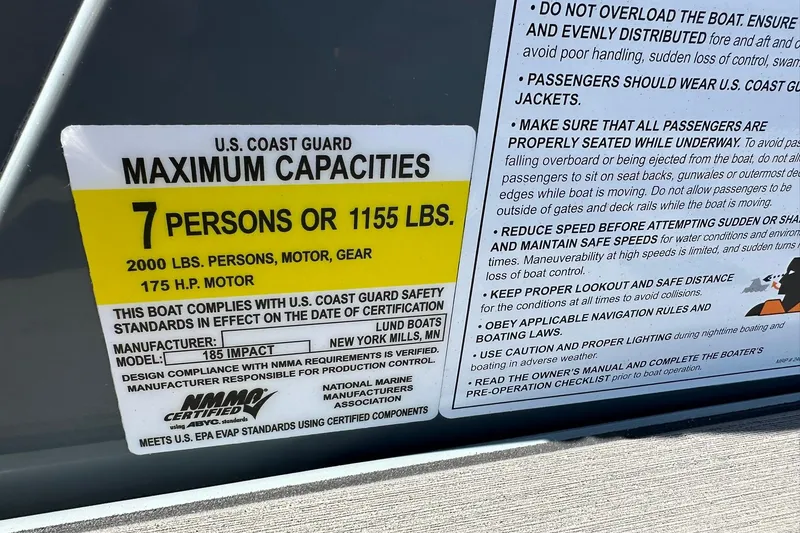 U.S. COAST GUARD
MAXIMUM CAPACITIES
7 PERSONS OR 1155 LBS.
2000 LBS. PERSONS, MOTOR, GEAR
175 H.P. MOTOR
THIS BOAT COMPLIES WITH U.S. COAST GUARD SAFETY
STANDARDS IN EFFECT ON THE DATE OF CERTIFICATION
MANUFACTURER: LUND BOATS
NEW YORK MILLS, MN
MODEL: 185 IMPACT
DESIGN COMPLIANCE WITH NMMA REQUIREMENTS IS VERIFIED.
MANUFACTURER RESPONSIBLE FOR PRODUCTION CONTROL.
NMMA
CERTIFIED
using ABYC. standards
NATIONAL MARINE
MANUFACTURERS
ASSOCIATION
MEETS U.S. EPA EVAP STANDARDS USING CERTIFIED COMPONENTS
• DO NOT OVERLOAD THE BOAT. ENSURE
AND EVENLY DISTRIBUTED fore and aft and
avoid poor handling, sudden loss of control,
• PASSENGERS SHOULD WEAR U.S. COAST
JACKETS.
• MAKE SURE THAT ALL PASSENGERS ARE
PROPERLY SEATED WHILE UNDERWAY. To avoid
falling overboard or being ejected from the boat, do not
passengers to sit on seat backs, gunwales or outermost
edges while boat is moving. Do not allow passengers to be
outside of gates and deck rails while the boat is moving.
• REDUCE SPEED BEFORE ATTEMPTING SUDDEN OR
AND MAINTAIN SAFE SPEEDS for water conditions and
times. Maneuverability at high speeds is limited, and sudden turns
loss of boat control.
• KEEP PROPER LOOKOUT AND SAFE DISTANCE
for the conditions at all times to avoid collisions.
• OBEY APPLICABLE NAVIGATION RULES AND
BOATING LAWS.
• USE CAUTION AND PROPER LIGHTING during nighttime boating and
boating in adverse weather.
• READ THE OWNER'S MANUAL AND COMPLETE THE BOATER'S
PRE-OPERATION CHECKLIST prior to boat operation.